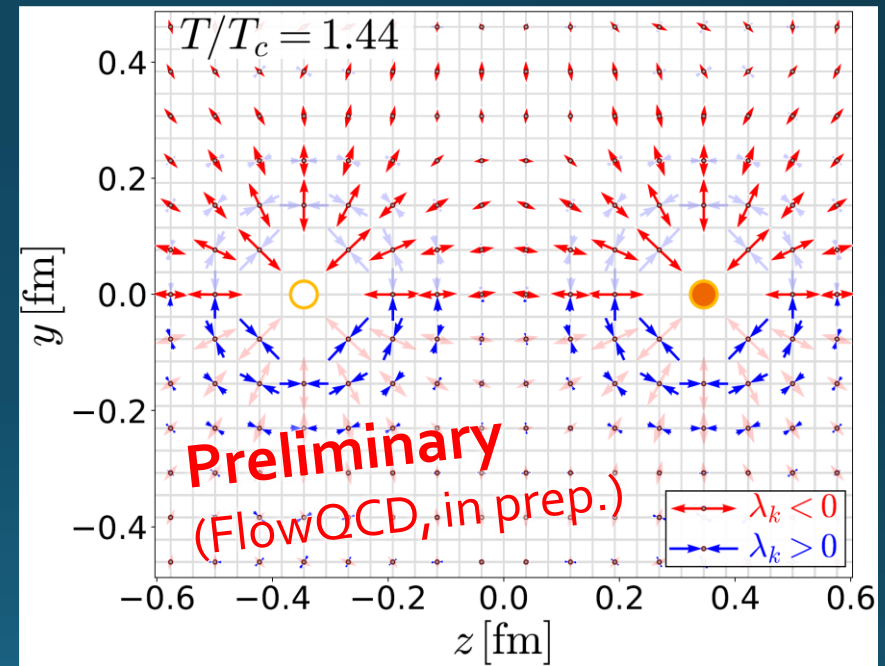 T/T_c = 1.44
y [fm]
0.4
0.2
0.0
−0.2
−0.4
Preliminary
(FlowQCD, in prep.)
λ_k < 0
λ_k > 0
−0.6 −0.4 −0.2 0.0 0.2 0.4 0.6
z [fm]